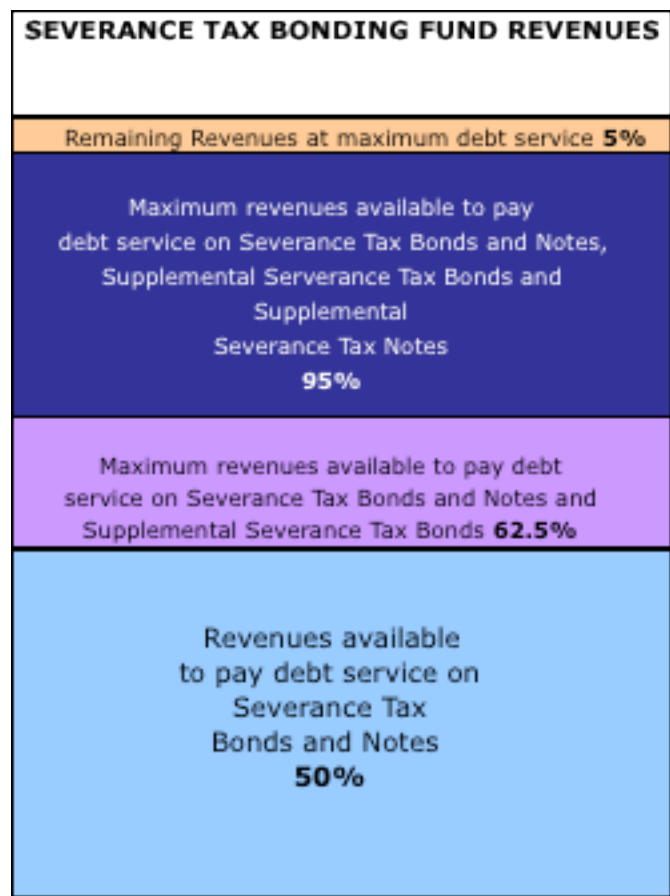 SEVERANCE TAX BONDING FUND REVENUES
Remaining Revenues at maximum debt service 5%
Maximum revenues available to pay
debt service on Severance Tax Bonds and Notes,
Supplemental Serverance Tax Bonds and
Supplemental
Severance Tax Notes
95%
Maximum revenues available to pay debt
service on Severance Tax Bonds and Notes and
Supplemental Severance Tax Bonds 62.5%
Revenues available
to pay debt service on
Severance Tax
Bonds and Notes
50%